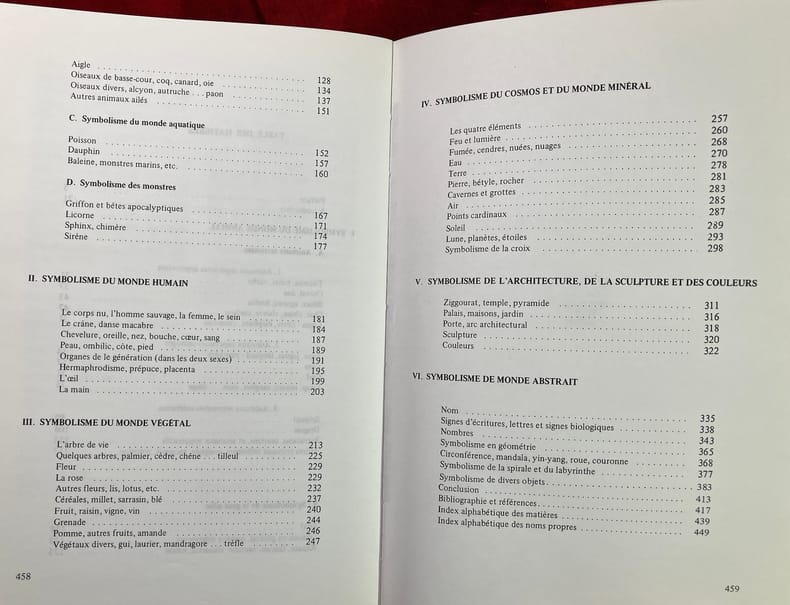 Aigle . . . . . . . . . . . . . . . . . . . . 128
Oiseaux de basse-cour, coq, canard, oie . . . . . . . . . . 134
Oiseaux divers, alcyon, autruche . . . paon . . . . . . . . . . 137
Autres animaux ailés . . . . . . . . . . . . . . . 151
C. Symbolisme du monde aquatique
Poisson . . . . . . . . . . . . . . . . . . . . 152
Dauphin . . . . . . . . . . . . . . . . . . . . 157
Baleine, monstres marins, etc. . . . . . . . . . . . . . . . 160
D. Symbolisme des monstres
Griffon et bêtes apocalyptiques . . . . . . . . . . . . . . . 167
Licorne . . . . . . . . . . . . . . . . . . . . 171
Sphinx, chimère . . . . . . . . . . . . . . . . . . . . 174
Sirène . . . . . . . . . . . . . . . . . . . . 177
II. SYMBOLISME DU MONDE HUMAIN
Le corps nu, l'homme sauvage, la femme, le sein . . . . . . . . . . 181
Le crâne, danse macabre . . . . . . . . . . . . . . . 184
Chevelure, oreille, nez, bouche, cœur, sang . . . . . . . . . . 187
Peau, ombilic, côte, pied . . . . . . . . . . . . . . . 189
Organes de la génération (dans les deux sexes) . . . . . . . . . . 191
Hermaphrodisme, prépuce, placenta . . . . . . . . . . 195
L'œil . . . . . . . . . . . . . . . . . . . . 199
La main . . . . . . . . . . . . . . . . . . . . 203
III. SYMBOLISME DU MONDE VÉGÉTAL
L'arbre de vie . . . . . . . . . . . . . . . . . . . . 213
Quelques arbres, palmier, cèdre, chêne . . . tilleul . . . . . . . . . . 225
Fleur . . . . . . . . . . . . . . . . . . . . 229
La rose . . . . . . . . . . . . . . . . . . . . 229
Autres fleurs, lis, lotus, etc. . . . . . . . . . . . . . . . 232
Céréales, millet, sarrasin, blé . . . . . . . . . . . . . . . 237
Fruit, raisin, vigne, vin . . . . . . . . . . . . . . . 240
Grenade . . . . . . . . . . . . . . . . . . . . 244
Pomme, autres fruits, amande . . . . . . . . . . . . . . . 246
Végétaux divers, gui, laurier, mandragore . . . trèfle . . . . . . . . 247
458
IV. SYMBOLISME DU COSMOS ET DU MONDE MINÉRAL
Les quatre éléments . . . . . . . . . . . . . . . . . . . . 257
Feu et lumière . . . . . . . . . . . . . . . . . . . . 260
Fumée, cendres, nuées, nuages . . . . . . . . . . . . . . . 268
Eau . . . . . . . . . . . . . . . . . . . . 270
Terre . . . . . . . . . . . . . . . . . . . . 278
Pierre, bétyle, rocher . . . . . . . . . . . . . . . 281
Cavernes et grottes . . . . . . . . . . . . . . . 283
Air . . . . . . . . . . . . . . . . . . . . 285
Points cardinaux . . . . . . . . . . . . . . . . . . . . 287
Soleil . . . . . . . . . . . . . . . . . . . . 289
Lune, planètes, étoiles . . . . . . . . . . . . . . . 293
Symbolisme de la croix . . . . . . . . . . . . . . . 298
V. SYMBOLISME DE L'ARCHITECTURE, DE LA SCULPTURE ET DES COULEURS
Ziggourat, temple, pyramide . . . . . . . . . . . . . . . 311
Palais, maisons, jardin . . . . . . . . . . . . . . . 316
Porte, arc architectural . . . . . . . . . . . . . . . 318
Sculpture . . . . . . . . . . . . . . . . . . . . 320
Couleurs . . . . . . . . . . . . . . . . . . . . 322
VI. SYMBOLISME DE MONDE ABSTRAIT
Nom . . . . . . . . . . . . . . . . . . . . 335
Signes d'écritures, lettres et signes biologiques . . . . . . . . . . 338
Nombres . . . . . . . . . . . . . . . . . . . . 343
Symbolisme en géométrie . . . . . . . . . . . . . . . 365
Circonférence, mandala, yin-yang, roue, couronne . . . . . . . . . . 368
Symbolisme de la spirale et du labyrinthe . . . . . . . . . . 377
Symbolisme de divers objets . . . . . . . . . . . . . . . 383
Conclusion . . . . . . . . . . . . . . . . . . . . 413
Bibliographie et références . . . . . . . . . . . . . . . 417
Index alphabétique des matières . . . . . . . . . . . . . . . 439
Index alphabétique des noms propres . . . . . . . . . . . . . . . 449
459